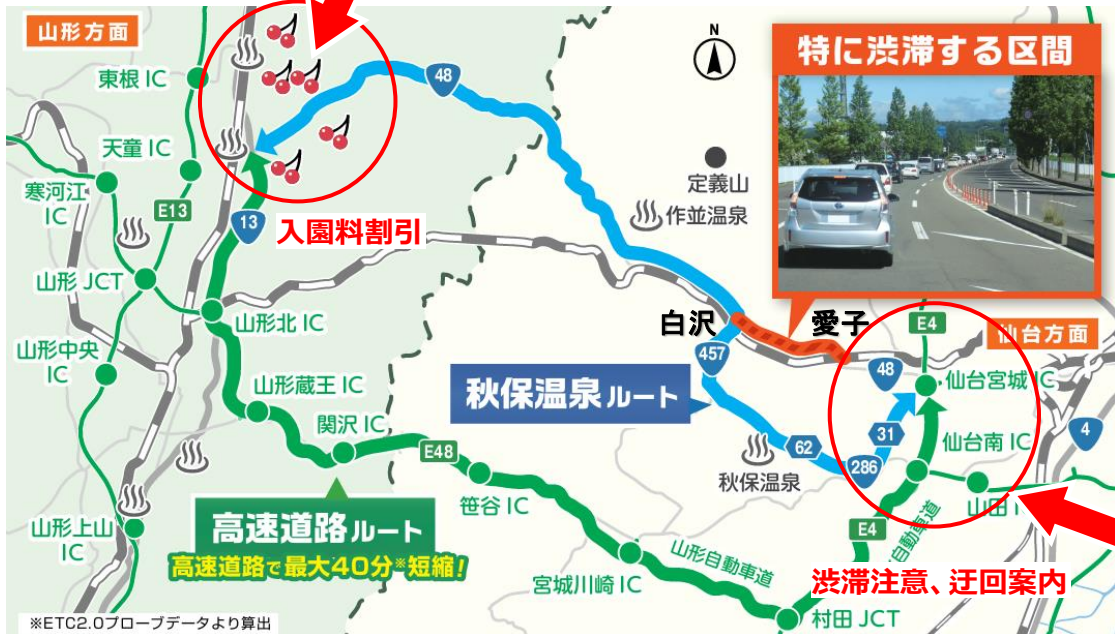 山形方面
東根 IC
天童 IC
寒河江
IC
E13
山形 JCT
13
入園料割引
山形北 IC
山形中央
IC
山形蔵王 IC
関沢 IC
E48
笹谷 IC
山形上山
IC
高速道路ルート
高速道路で最大40分※短縮!
※ETC2.0プローブデータより算出
宮城川崎 IC
山形自動車道
村田 JCT
48
N
定義山
作並温泉
特に渋滞する区間
白沢
愛子
457
秋保温泉ルート
秋保温泉
62
286
31
48
E4
仙台方面
仙台宮城 IC
4
仙台南 IC
山田 I
E4
自動車道
渋滞注意、迂回案内